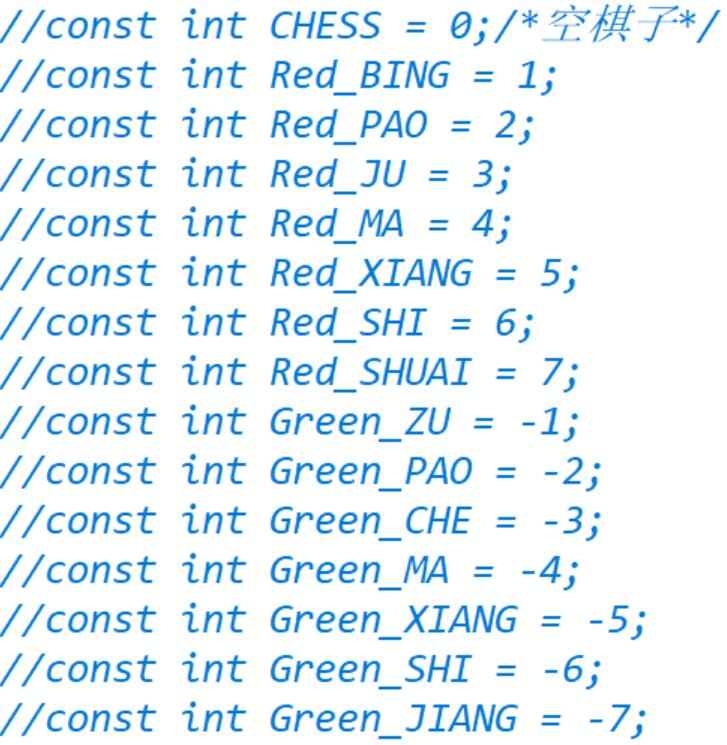 //const int CHESS = 0;/*空棋子*/
//const int Red_BING = 1;
//const int Red_PAO = 2;
//const int Red_JU = 3;
//const int Red_MA = 4;
//const int Red_XIANG = 5;
//const int Red_SHI = 6;
//const int Red_SHUAI = 7;
//const int Green_ZU = -1;
//const int Green_PAO = -2;
//const int Green_CHE = -3;
//const int Green_MA = -4;
//const int Green_XIANG = -5;
//const int Green_SHI = -6;
//const int Green_JIANG = -7;